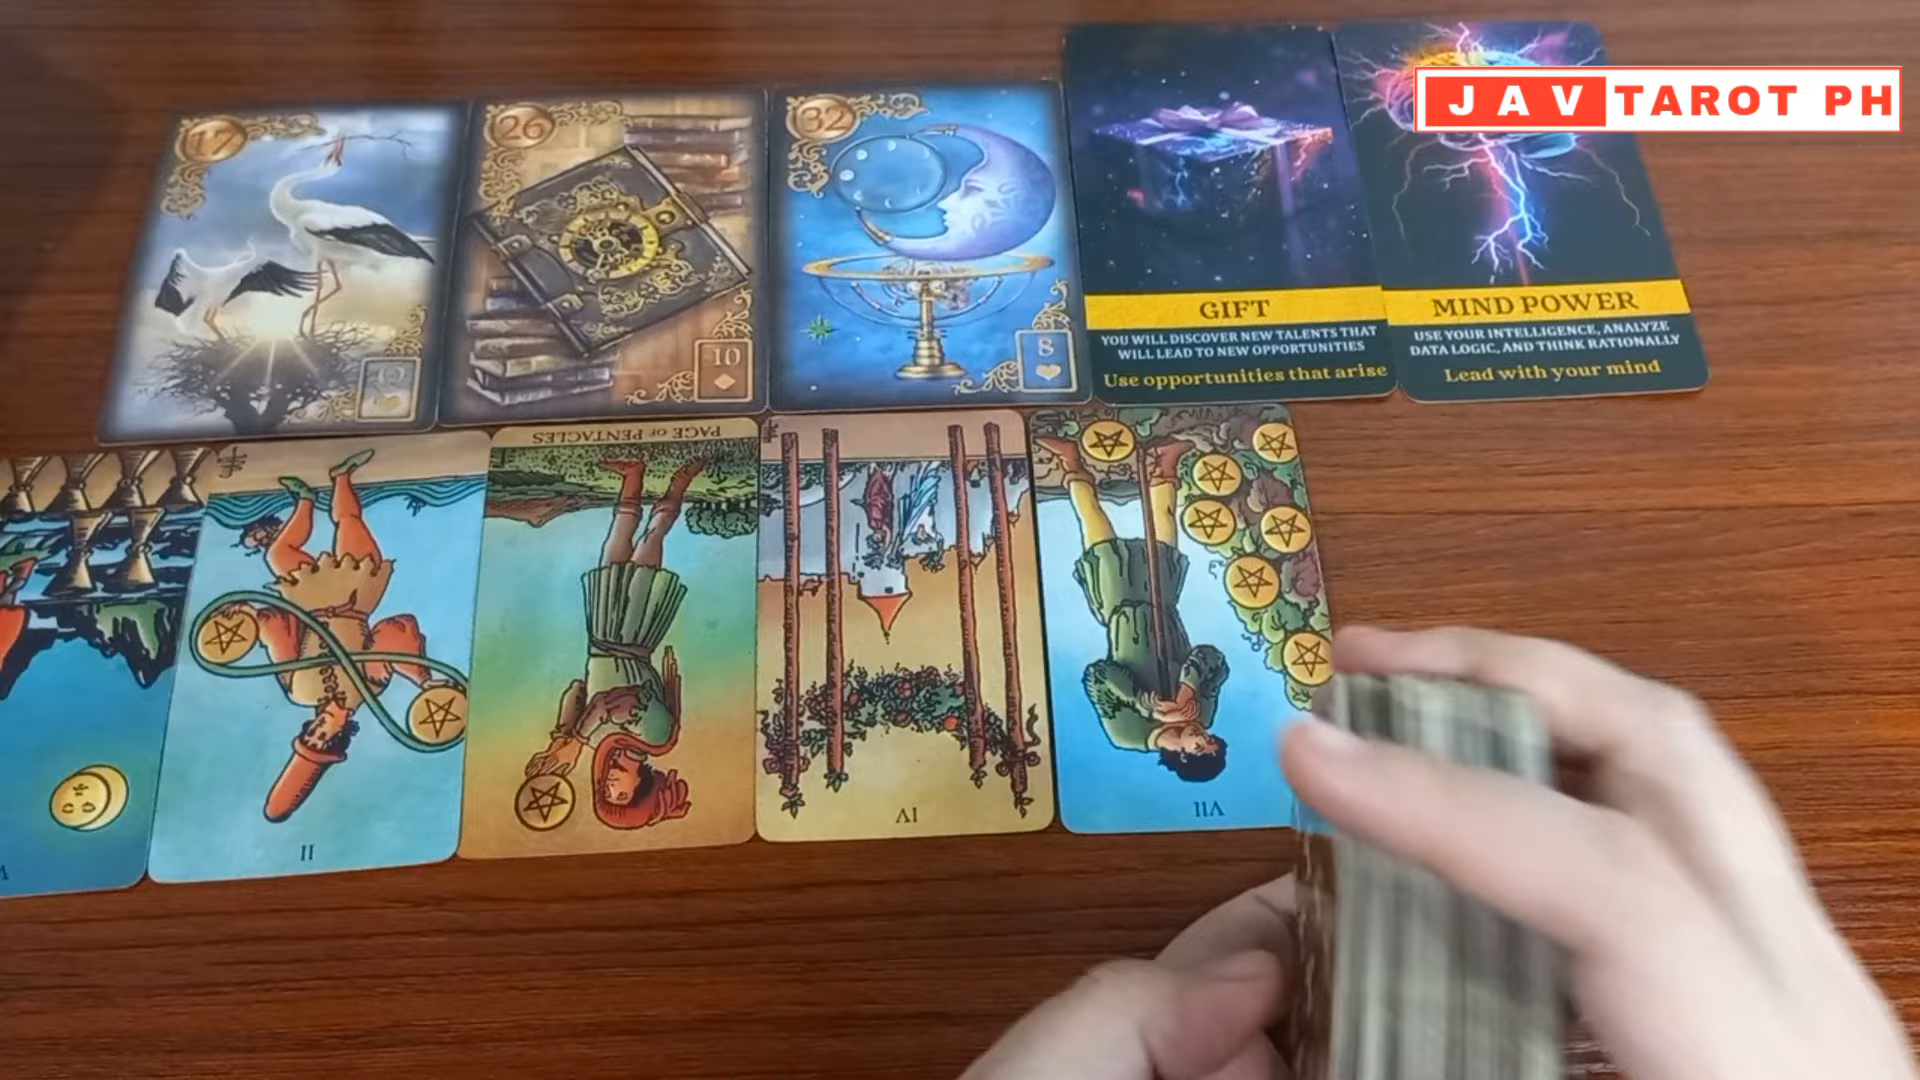 JAV TAROT PH
17
26
32
10
8
GIFT
YOU WILL DISCOVER NEW TALENTS THAT
WILL LEAD TO NEW OPPORTUNITIES
Use opportunities that arise
MIND POWER
USE YOUR INTELLIGENCE, ANALYZE
DATA LOGIC, AND THINK RATIONALLY
Lead with your mind
PAGE OF PENTACLES
II
IV
VII